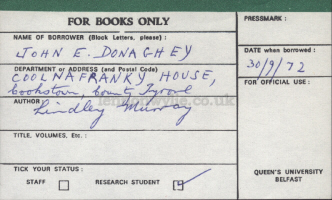 FOR BOOKS ONLY
PRESSMARK :
NAME OF BORROWER (Block Letters, please) :
JOHN E. DONAGHEY
DATE when borrowed :
30/9/72
DEPARTMENT or ADDRESS (and Postal Code)
COOLNAFRANKY HOUSE,
Cookstown, County Tyrone
FOR OFFICIAL USE :
AUTHOR
Lindley Murray
TITLE, VOLUMES, Etc. :
TICK YOUR STATUS :
STAFF ☐ RESEARCH STUDENT ☑
QUEEN'S UNIVERSITY
BELFAST